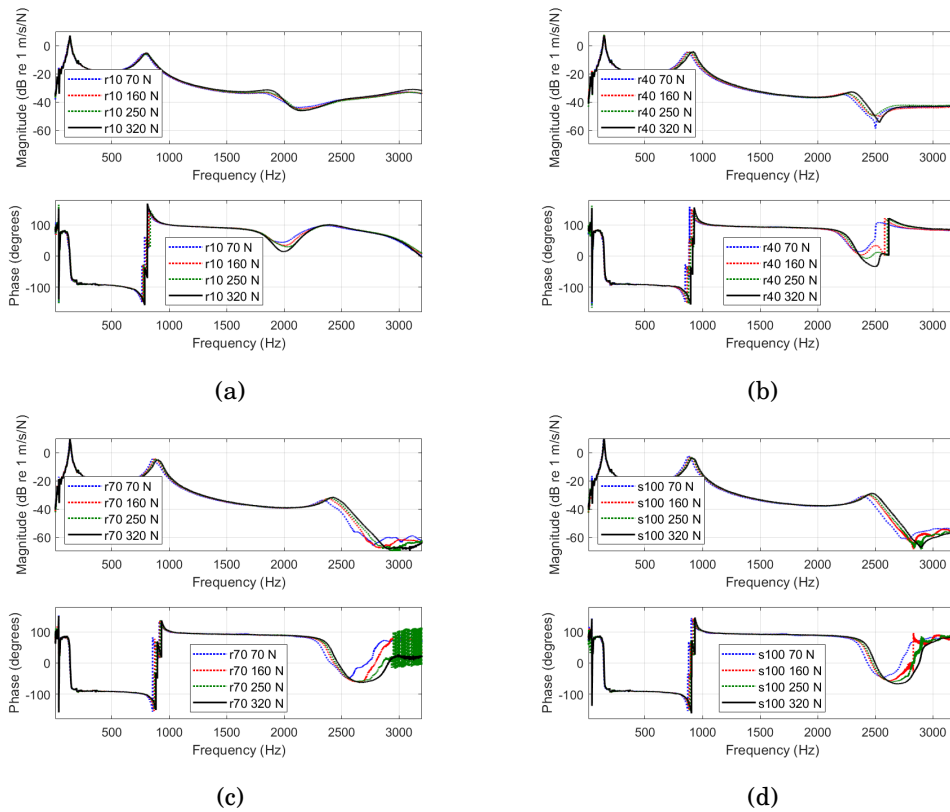 Magnitude (dB re 1 m/s/N)
0
-20
-40
-60
r10 70 N
r10 160 N
r10 250 N
r10 320 N
500 1000 1500 2000 2500 3000
Frequency (Hz)
Phase (degrees)
100
0
-100
r10 70 N
r10 160 N
r10 250 N
r10 320 N
500 1000 1500 2000 2500 3000
Frequency (Hz)
(a)
Magnitude (dB re 1 m/s/N)
0
-20
-40
-60
r40 70 N
r40 160 N
r40 250 N
r40 320 N
500 1000 1500 2000 2500 3000
Frequency (Hz)
Phase (degrees)
100
0
-100
r40 70 N
r40 160 N
r40 250 N
r40 320 N
500 1000 1500 2000 2500 3000
Frequency (Hz)
(b)
Magnitude (dB re 1 m/s/N)
0
-20
-40
-60
r70 70 N
r70 160 N
r70 250 N
r70 320 N
500 1000 1500 2000 2500 3000
Frequency (Hz)
Phase (degrees)
100
0
-100
r70 70 N
r70 160 N
r70 250 N
r70 320 N
500 1000 1500 2000 2500 3000
Frequency (Hz)
(c)
Magnitude (dB re 1 m/s/N)
0
-20
-40
-60
s100 70 N
s100 160 N
s100 250 N
s100 320 N
500 1000 1500 2000 2500 3000
Frequency (Hz)
Phase (degrees)
100
0
-100
s100 70 N
s100 160 N
s100 250 N
s100 320 N
500 1000 1500 2000 2500 3000
Frequency (Hz)
(d)